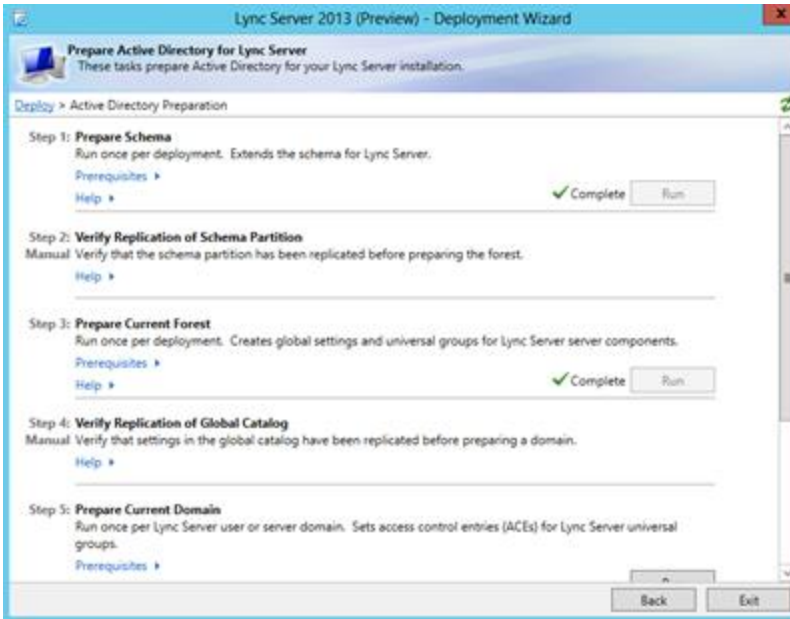 Lync Server 2013 (Preview) - Deployment Wizard
x
Prepare Active Directory for Lync Server
These tasks prepare Active Directory for your Lync Server installation.
Deploy > Active Directory Preparation
Step 1: Prepare Schema
Run once per deployment. Extends the schema for Lync Server.
Prerequisites
Help
Complete Run
Step 2: Verify Replication of Schema Partition
Manual Verify that the schema partition has been replicated before preparing the forest.
Help
Step 3: Prepare Current Forest
Run once per deployment. Creates global settings and universal groups for Lync Server server components.
Prerequisites
Help
Complete Run
Step 4: Verify Replication of Global Catalog
Manual Verify that settings in the global catalog have been replicated before preparing a domain.
Help
Step 5: Prepare Current Domain
Run once per Lync Server user or server domain. Sets access control entries (ACEs) for Lync Server universal
groups.
Prerequisites
Back Exit